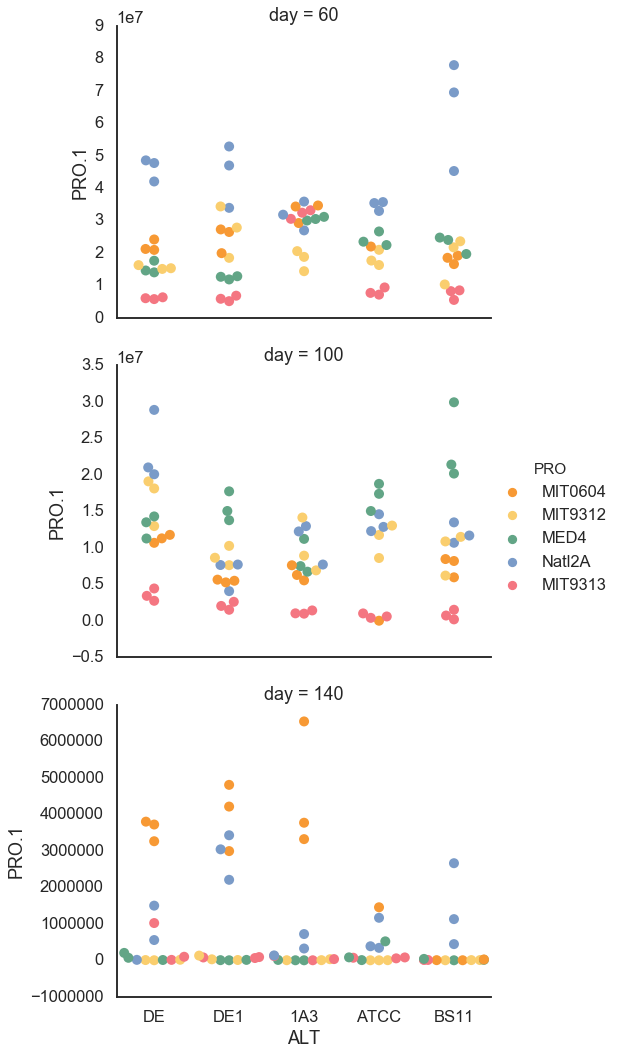 day = 60
1e7
9
8
7
6
5
4
3
2
1
0
PRO.1
day = 100
1e7
3.5
3.0
2.5
2.0
1.5
1.0
0.5
0.0
−0.5
PRO.1
PRO
MIT0604
MIT9312
MED4
Natl2A
MIT9313
day = 140
7000000
6000000
5000000
4000000
3000000
2000000
1000000
0
−1000000
PRO.1
DE DE1 1A3 ATCC BS11
ALT